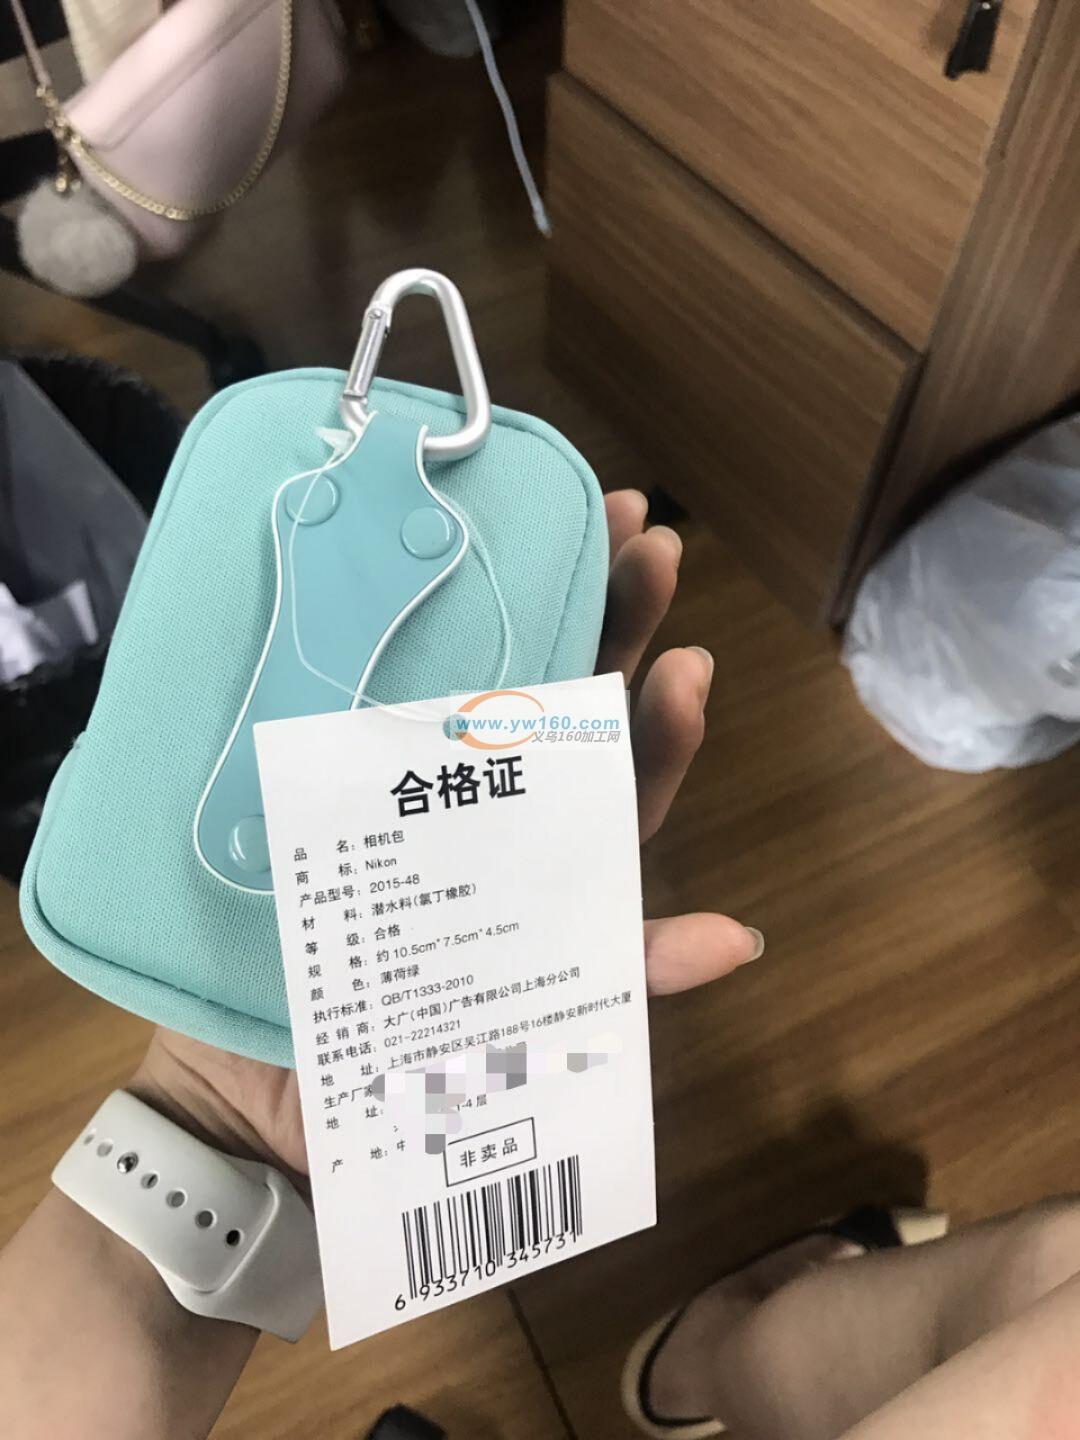 www.yw160.com
义乌160加工网
合格证
品 名：相机包
商 标：Nikon
产品型号：2015-48
材 料：潜水料(氯丁橡胶)
等 级：合格
规 格：约 10.5cm*7.5cm*4.5cm
颜 色：薄荷绿
执行标准：QB/T1333-2010
经 销 商：大广(中国)广告有限公司上海分公司
联系电话：021-22214321
地 址：上海市静安区吴江路188号16楼静安新时代大厦
生产厂家
地 址：
1-4层
产 地：中
非卖品
6 933710 345731